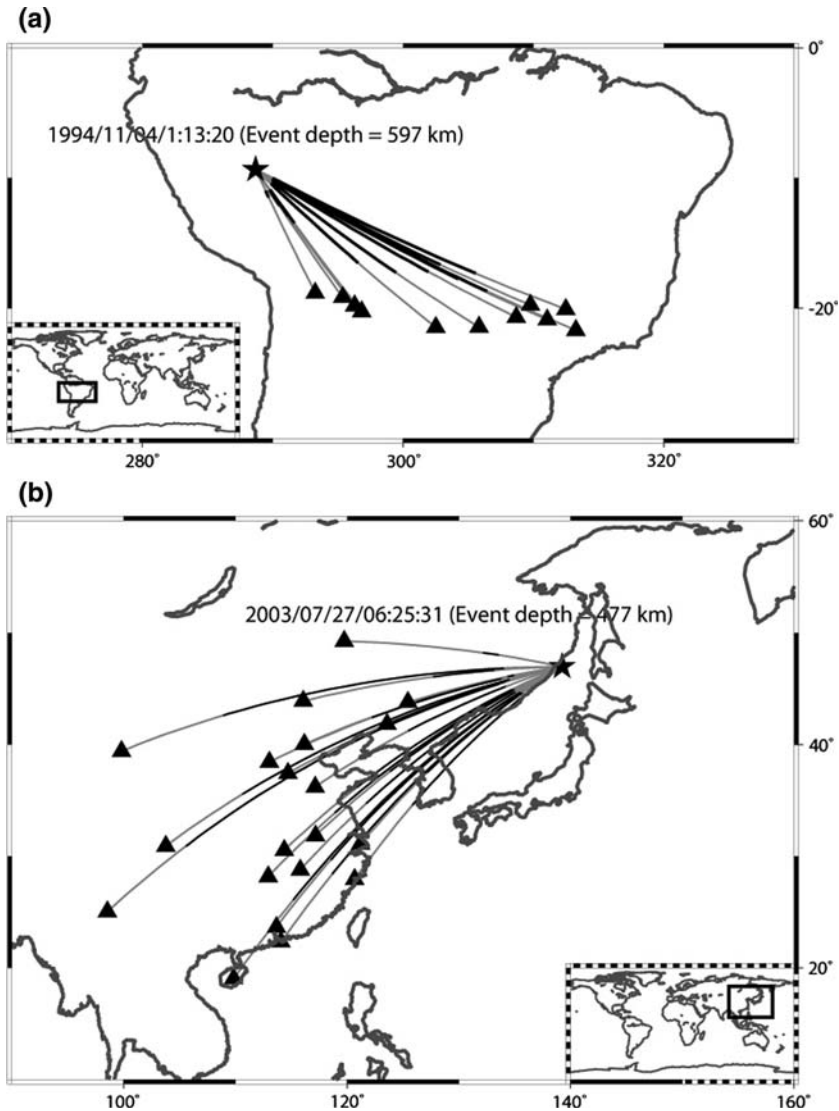 (a)
0°
1994/11/04/1:13:20 (Event depth = 597 km)
-20°
280° 300° 320°
(b)
60°
2003/07/27/06:25:31 (Event depth = 477 km)
40°
20°
100° 120° 140° 160°